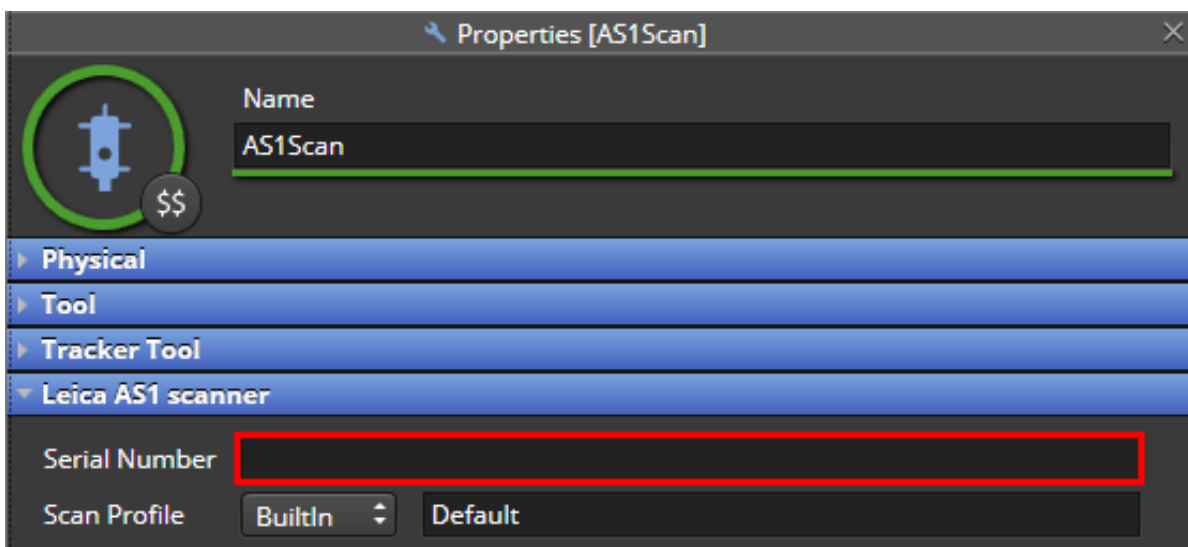 Properties [AS1Scan]
Name
AS1Scan
$$
Physical
Tool
Tracker Tool
Leica AS1 scanner
Serial Number
Scan Profile BuiltIn Default